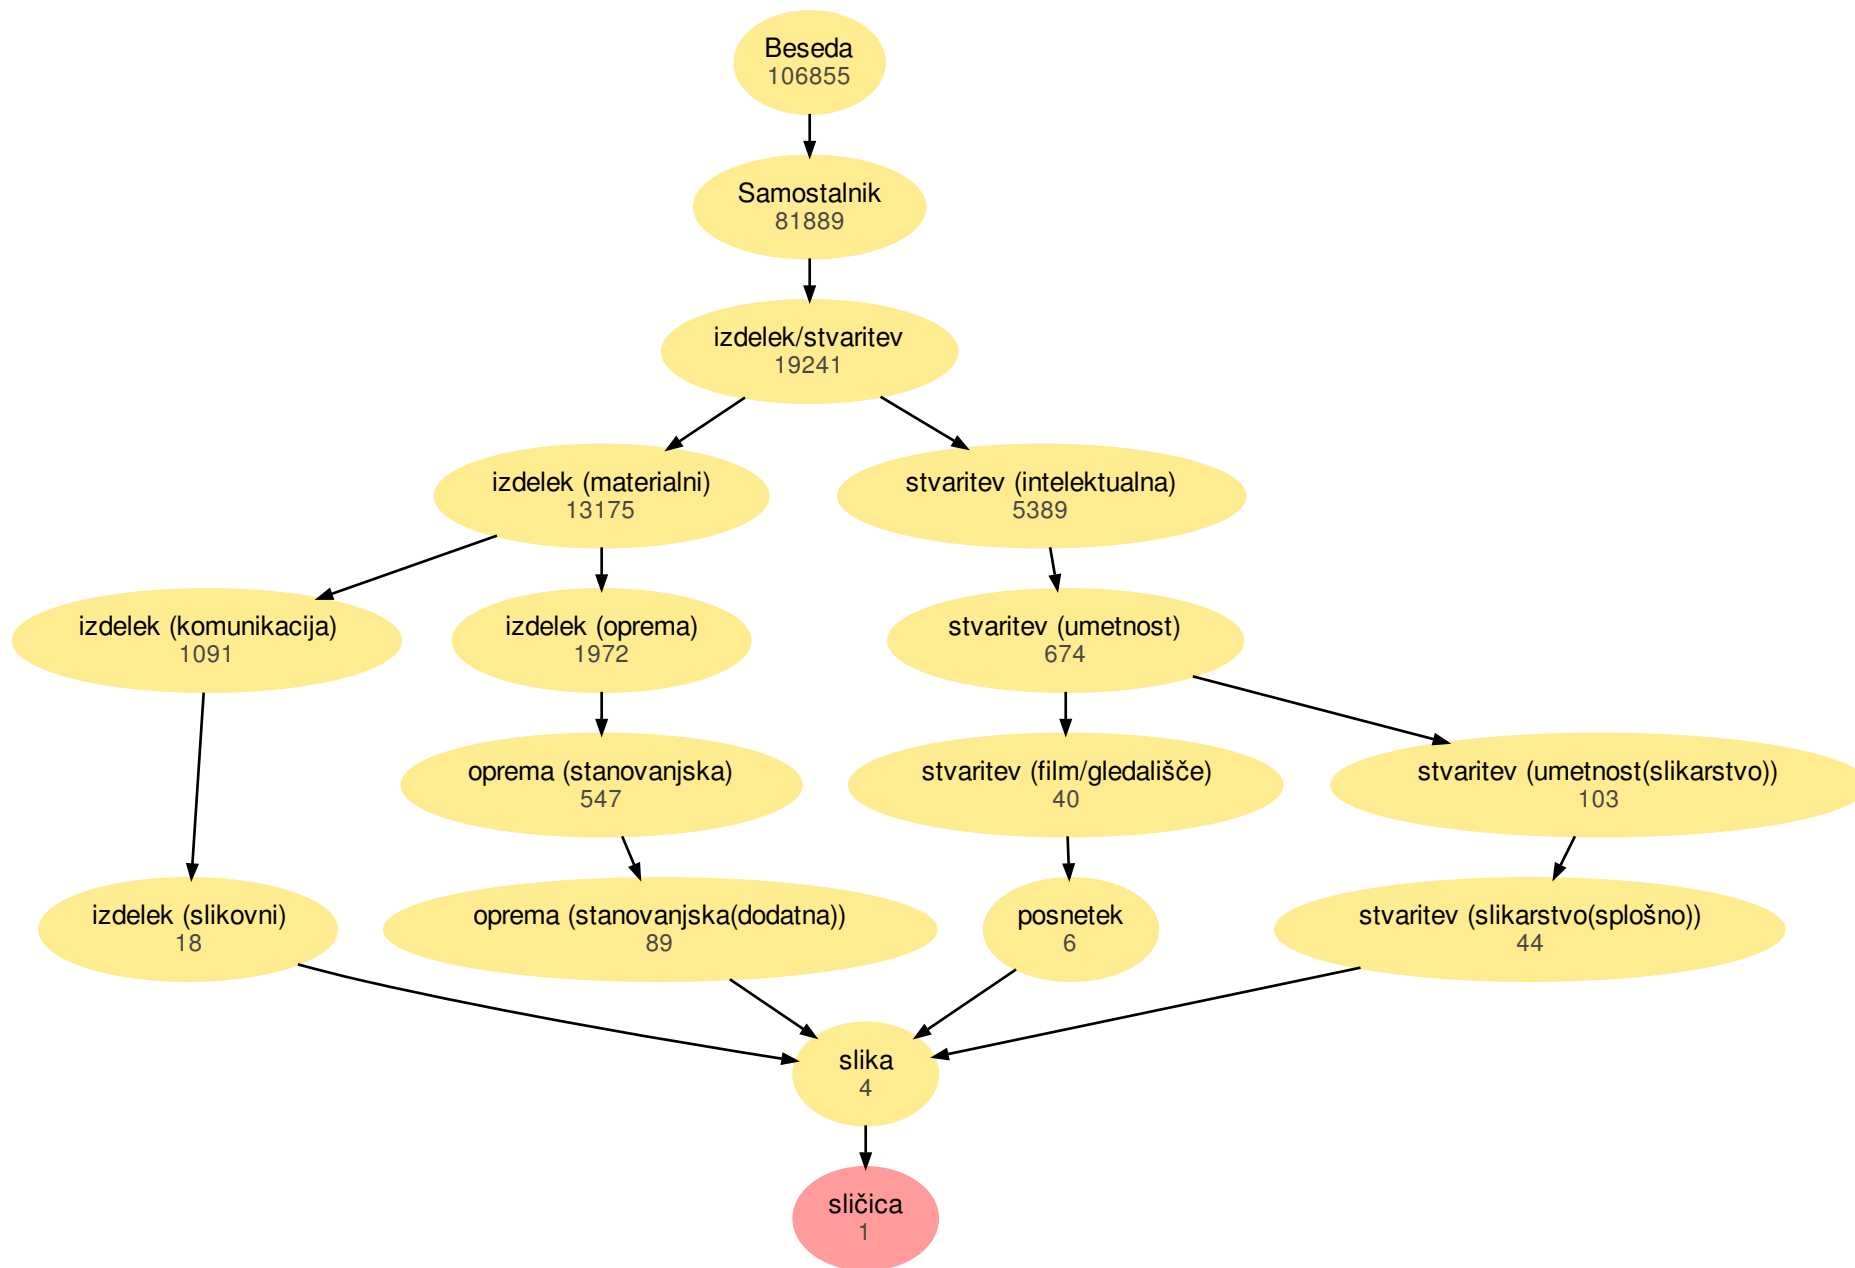 Beseda
106855
Samostalnik
81889
izdelek/stvaritev
19241
izdelek (materialni)
13175
stvaritev (intelektualna)
5389
izdelek (komunikacija)
1091
izdelek (oprema)
1972
stvaritev (umetnost)
674
oprema (stanovanjska)
547
stvaritev (film/gledališče)
40
stvaritev (umetnost(slikarstvo))
103
izdelek (slikovni)
18
oprema (stanovanjska(dodatna))
89
posnetek
6
stvaritev (slikarstvo(splošno))
44
slika
4
sličica
1